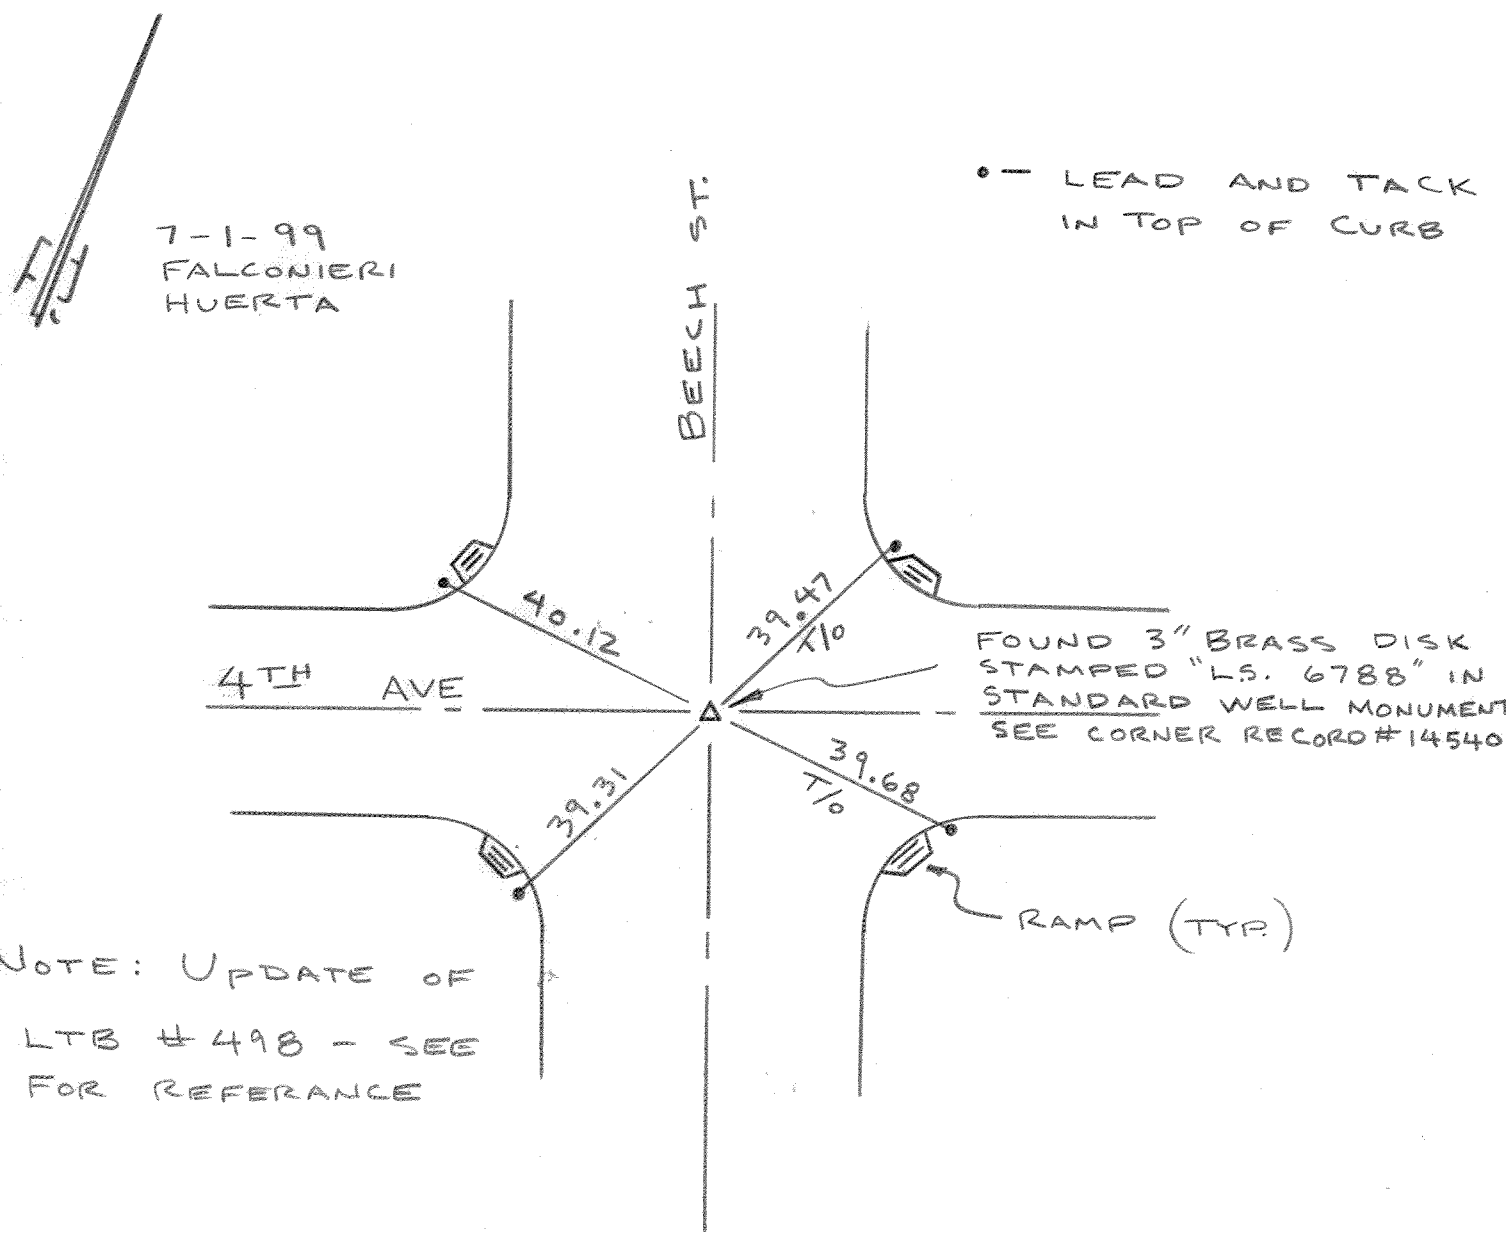 7-1-99
FALCONIERI
HUERTA
BEECH ST.
•— LEAD AND TACK
IN TOP OF CURB
40.12
39.47
T/O
4TH AVE
FOUND 3" BRASS DISK
STAMPED "L.S. 6788" IN
STANDARD WELL MONUMENT
SEE CORNER RECORD #14540
39.31
39.68
T/O
RAMP (TYP.)
NOTE: UPDATE OF
LTB #498 - SEE
FOR REFERANCE